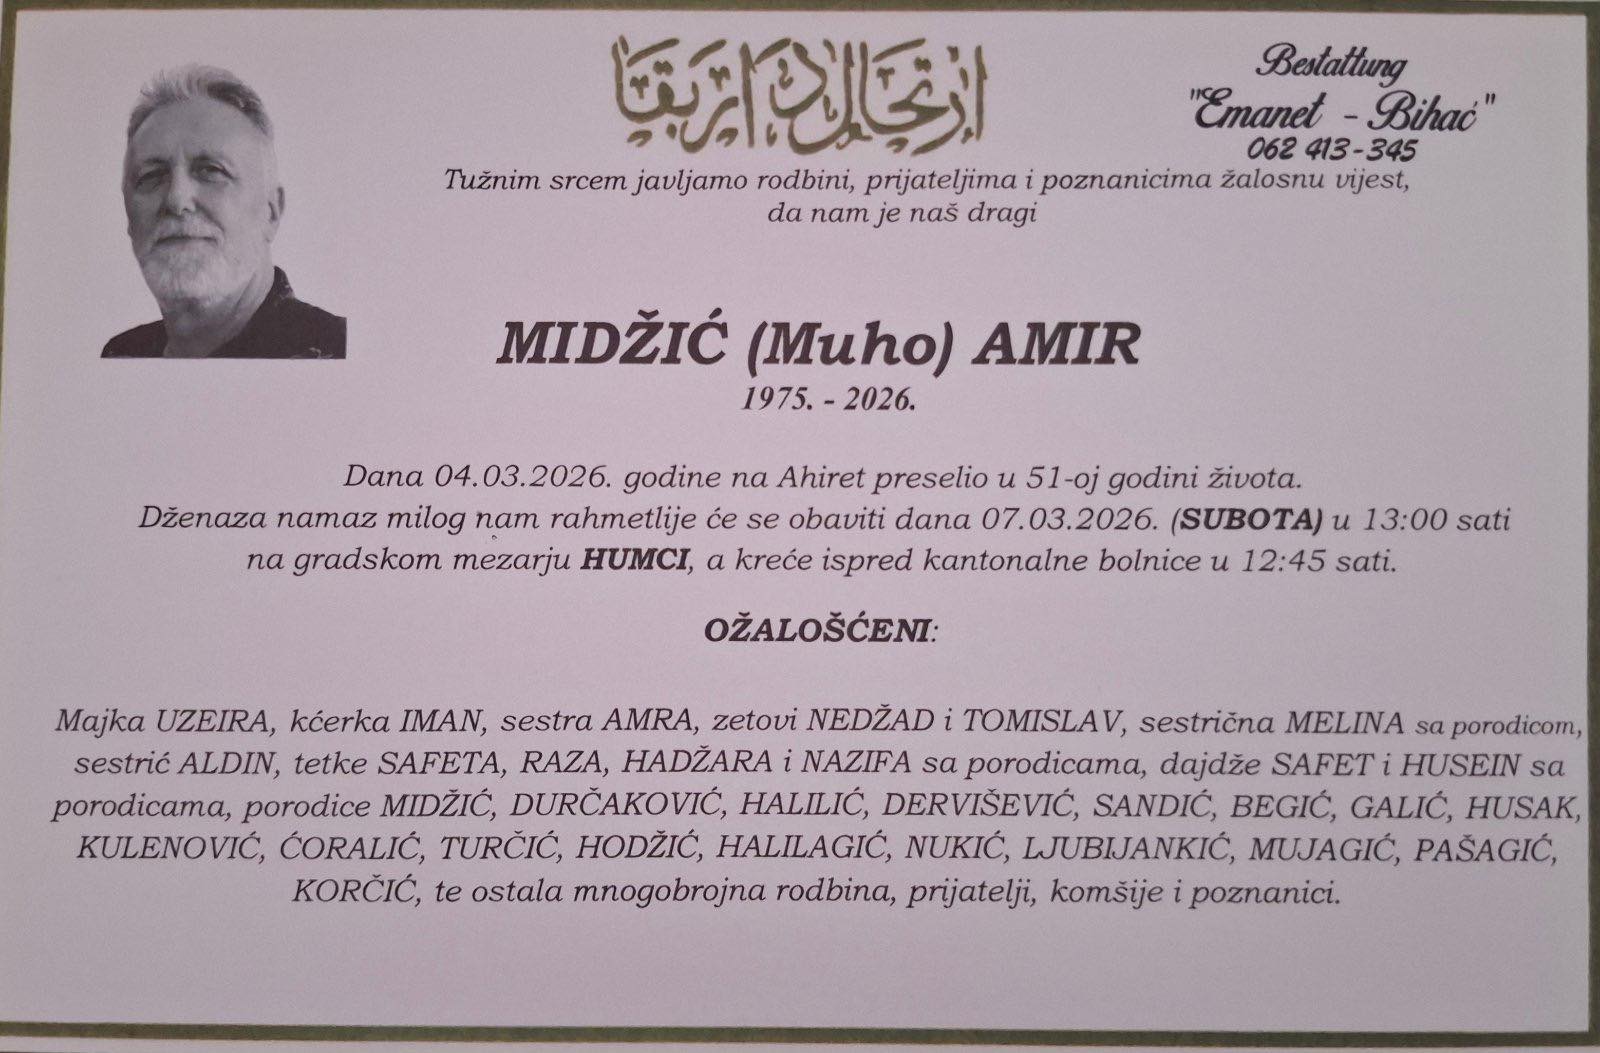 ارتحال دار بقا
Bestattung
"Emanet - Bihać"
062 413-345
Tužnim srcem javljamo rodbini, prijateljima i poznanicima žalosnu vijest,
da nam je naš dragi
MIDŽIĆ (Muho) AMIR
1975. - 2026.
Dana 04.03.2026. godine na Ahiret preselio u 51-oj godini života.
Dženaza namaz milog nam rahmetlije će se obaviti dana 07.03.2026. (SUBOTA) u 13:00 sati
na gradskom mezarju HUMCI, a kreće ispred kantonalne bolnice u 12:45 sati.
OŽALOŠĆENI:
Majka UZEIRA, kćerka IMAN, sestra AMRA, zetovi NEDŽAD i TOMISLAV, sestrična MELINA sa porodicom,
sestrić ALDIN, tetke SAFETA, RAZA, HADŽARA i NAZIFA sa porodicama, dajdže SAFET i HUSEIN sa
porodicama, porodice MIDŽIĆ, DURČAKOVIĆ, HALILIĆ, DERVIŠEVIĆ, SANDIĆ, BEGIĆ, GALIĆ, HUSAK,
KULENOVIĆ, ĆORALIĆ, TURČIĆ, HODŽIĆ, HALILAGIĆ, NUKIĆ, LJUBIJANKIĆ, MUJAGIĆ, PAŠAGIĆ,
KORČIĆ, te ostala mnogobrojna rodbina, prijatelji, komšije i poznanici.